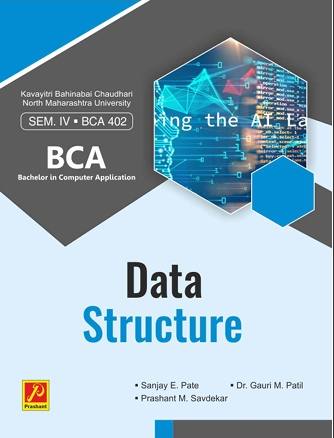 Kavayitri Bahinabai Chaudhari
North Maharashtra University
SEM. IV ▪ BCA 402
BCA
Bachelor in Computer Application
ing the AI la
Data
Structure
▪ Sanjay E. Pate ▪ Dr. Gauri M. Patil
▪ Prashant M. Savdekar
P
Prashant